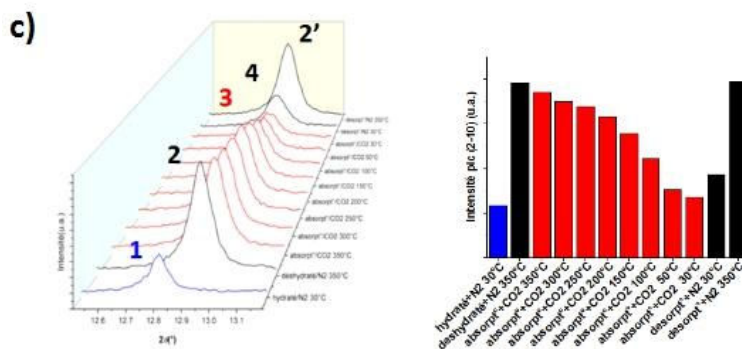 c)
2'
4
3
2
1
desorpt°/N2 350°C
desorpt°/N2 30°C
absorpt°/CO2 30°C
absorpt°/CO2 50°C
absorpt°/CO2 100°C
absorpt°/CO2 150°C
absorpt°/CO2 200°C
absorpt°/CO2 250°C
absorpt°/CO2 300°C
absorpt°/CO2 350°C
deshydraté/N2 350°C
hydraté/N2 30°C
Intensité(u.a.)
12.6 12.7 12.8 12.9 13.0 13.1
Intensité pic (2-10) (u.a.)
hydraté+N2 30°C
deshydraté+N2 350°C
absorpt°+CO2 350°C
absorpt°+CO2 300°C
absorpt°+CO2 250°C
absorpt°+CO2 200°C
absorpt°+CO2 150°C
absorpt°+CO2 100°C
absorpt°+CO2 50°C
absorpt°+CO2 30°C
desorpt°+N2 30°C
desorpt°+N2 350°C